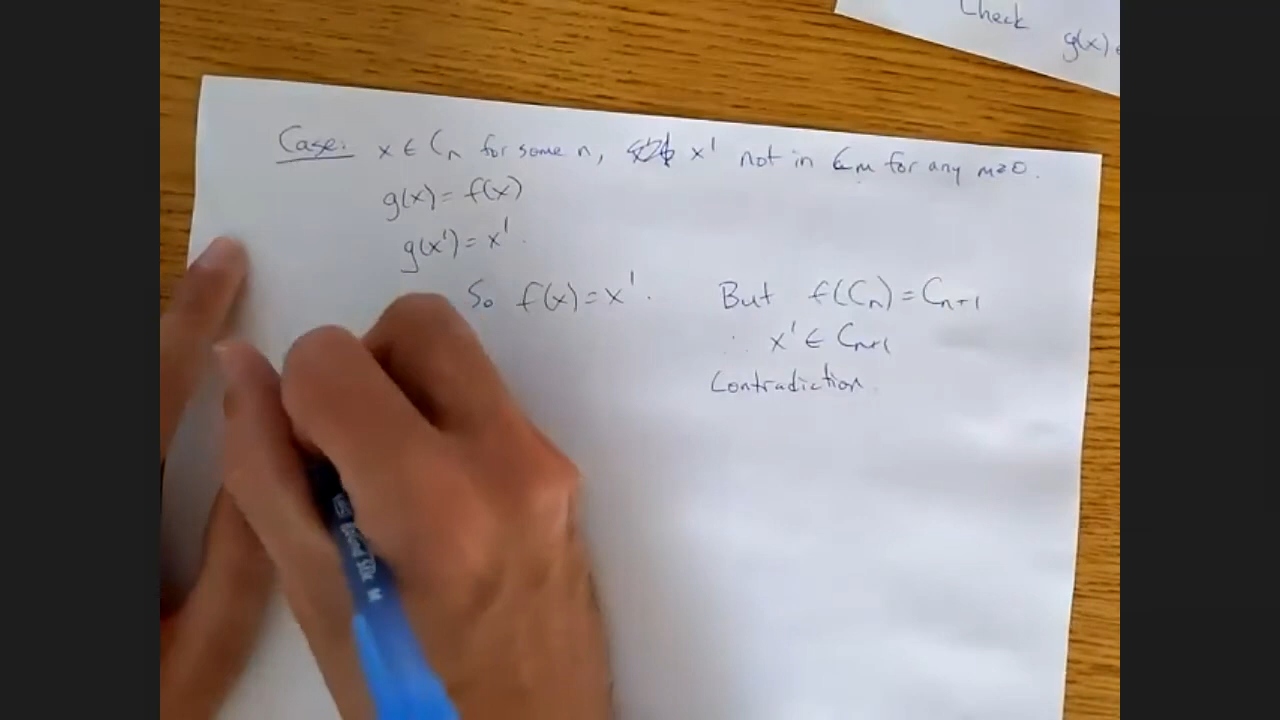 Check
g(x)
Case: x ∈ Cn for some n, x' not in Cm for any m≥0.
g(x) = f(x)
g(x') = x'.
So f(x) = x'. But f(Cn) = Cn+1
∴ x' ∈ Cn+1
Contradiction.